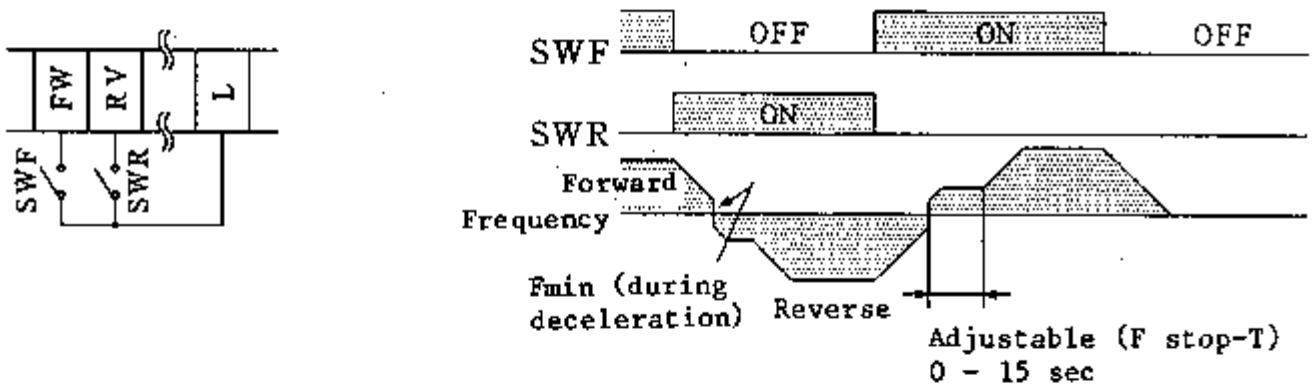 FW
RV
L
SWF
SWR
SWF
OFF
ON
OFF
SWR
ON
Forward
Frequency
Fmin (during
deceleration)
Reverse
Adjustable (F stop-T)
0 - 15 sec